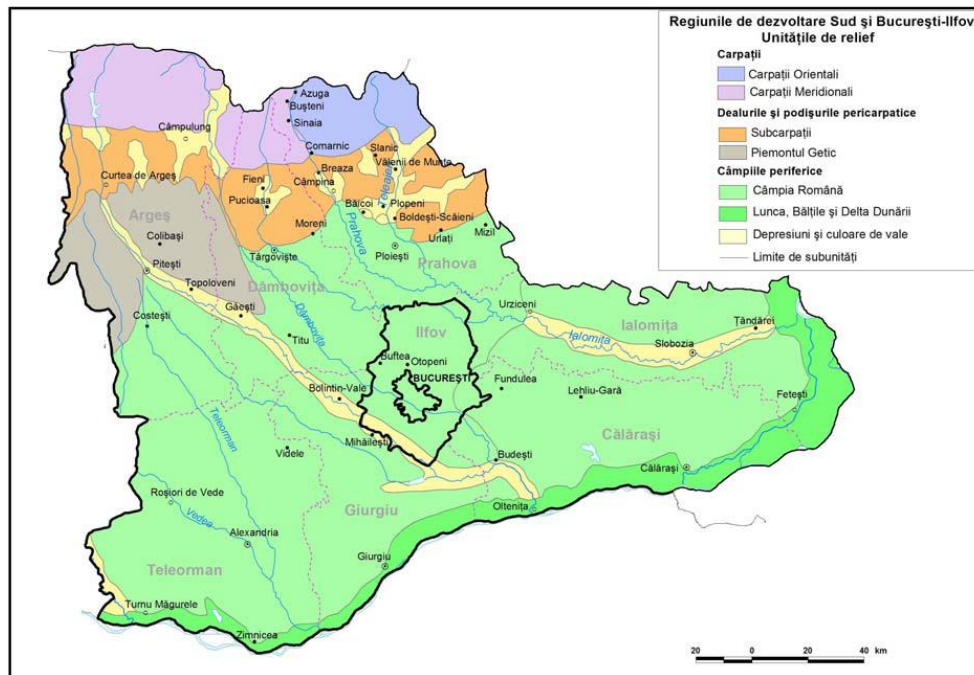 Regiunile de dezvoltare Sud şi Bucureşti-Ilfov
Unităţile de relief
Carpaţii
Carpaţii Orientali
Carpaţii Meridionali
Dealurile şi podişurile pericarpatice
Subcarpaţii
Piemontul Getic
Câmpiile periferice
Câmpia Română
Lunca, Bălţile şi Delta Dunării
Depresiuni şi culoare de vale
Limite de subunităţi
Azuga
Buşteni
Sinaia
Câmpulung
Comarnic
Slanic
Vălenii de Munte
Breaza
Teleajen
Curtea de Argeş
Fieni
Câmpina
Pucioasa
Băicoi
Plopeni
Boldeşti-Scăieni
Argeş
Prahova
Moreni
Urlaţi
Mizil
Colibaşi
Târgovişte
Ploieşti
Prahova
Piteşti
Topoloveni
Dâmboviţa
Găeşti
Costeşti
Dâmboviţa
Titu
Ilfov
Urziceni
Ialomiţa
Ialomiţa
Ţăndărei
Slobozia
Buftea
Otopeni
BUCUREŞTI
Fundulea
Lehliu-Gară
Feteşti
Bolintin-Vale
Teleorman
Mihăileşti
Călăraşi
Videle
Budeşti
Călăraşi
Roşiori de Vede
Vedea
Giurgiu
Olteniţa
Alexandria
Giurgiu
Teleorman
Turnu Măgurele
Zimnicea
20 0 20 40 km